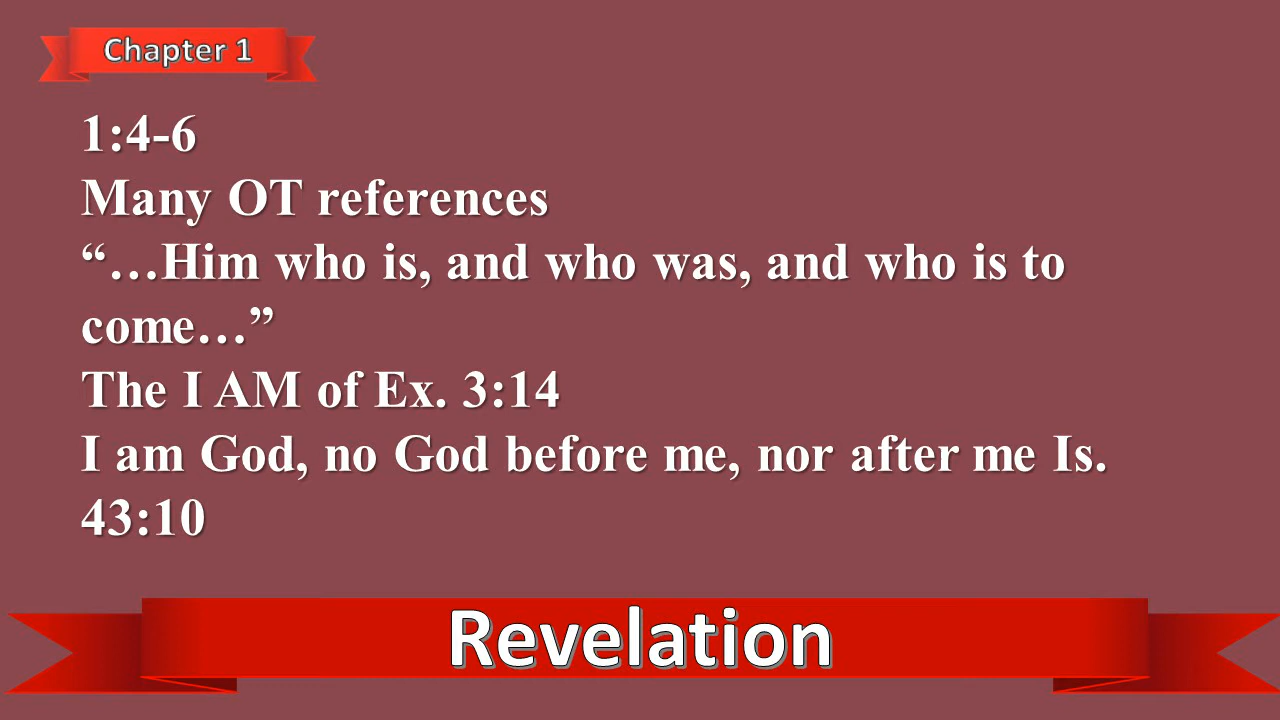 Chapter 1
1:4-6
Many OT references
“…Him who is, and who was, and who is to
come…”
The I AM of Ex. 3:14
I am God, no God before me, nor after me Is.
43:10
Revelation